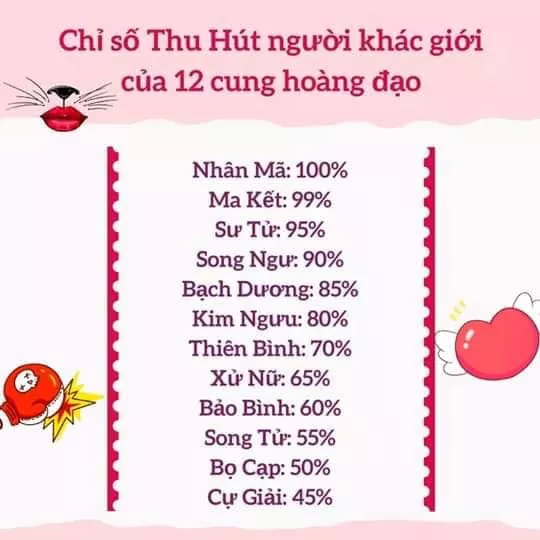 Chỉ số Thu Hút người khác giới
của 12 cung hoàng đạo
Nhân Mã: 100%
Ma Kết: 99%
Sư Tử: 95%
Song Ngư: 90%
Bạch Dương: 85%
Kim Ngưu: 80%
Thiên Bình: 70%
Xử Nữ: 65%
Bảo Bình: 60%
Song Tử: 55%
Bọ Cạp: 50%
Cự Giải: 45%